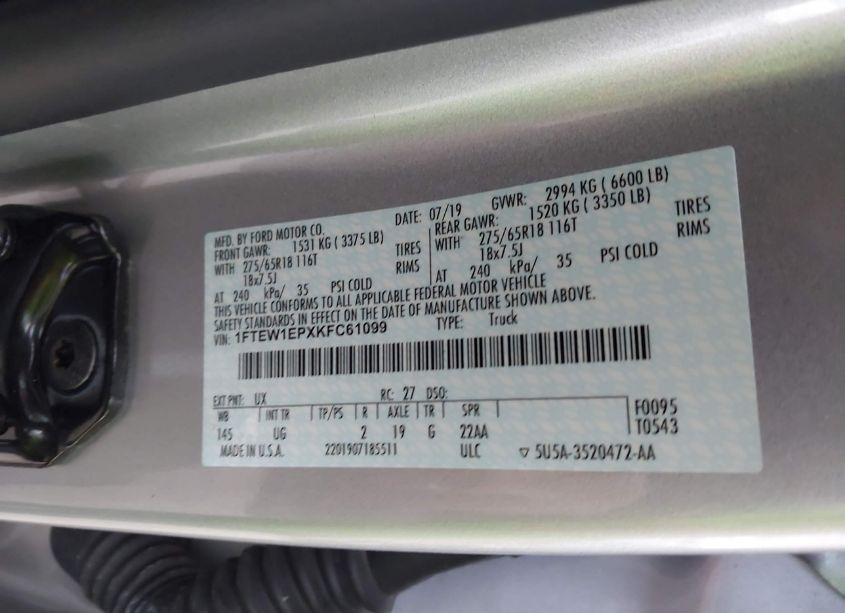 MFD. BY FORD MOTOR CO. DATE: 07/19 GVWR: 2994 KG ( 6600 LB)
FRONT GAWR: 1531 KG ( 3375 LB) REAR GAWR: 1520 KG ( 3350 LB)
WITH 275/65R18 116T TIRES WITH 275/65R18 116T TIRES
18x7.5J RIMS 18x7.5J RIMS
AT 240 kPa/ 35 PSI COLD AT 240 kPa/ 35 PSI COLD
THIS VEHICLE CONFORMS TO ALL APPLICABLE FEDERAL MOTOR VEHICLE
SAFETY STANDARDS IN EFFECT ON THE DATE OF MANUFACTURE SHOWN ABOVE.
VIN: 1FTEW1EPXKFC61099 TYPE: Truck
EXT PNT: UX RC: 27 DSO:
WB INT TR TP/PS R AXLE TR SPR F0095
145 UG 2 19 G 22AA T0543
MADE IN U.S.A. 2201907185511 ULC ▽ 5U5A-3520472-AA